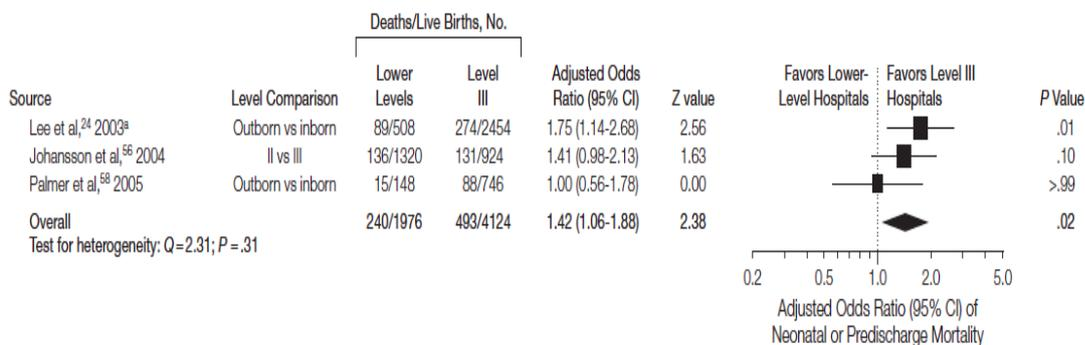 Deaths/Live Births, No.
Source Level Comparison Lower Levels Level III Adjusted Odds Ratio (95% CI) Z value Favors Lower-Level Hospitals Favors Level III Hospitals P Value
Lee et al,24 2003a Outborn vs inborn 89/508 274/2454 1.75 (1.14-2.68) 2.56 .01
Johansson et al,56 2004 II vs III 136/1320 131/924 1.41 (0.98-2.13) 1.63 .10
Palmer et al,58 2005 Outborn vs inborn 15/148 88/746 1.00 (0.56-1.78) 0.00 >.99
Overall 240/1976 493/4124 1.42 (1.06-1.88) 2.38 .02
Test for heterogeneity: Q=2.31; P=.31
0.2 0.5 1.0 2.0 5.0
Adjusted Odds Ratio (95% CI) of
Neonatal or Predischarge Mortality